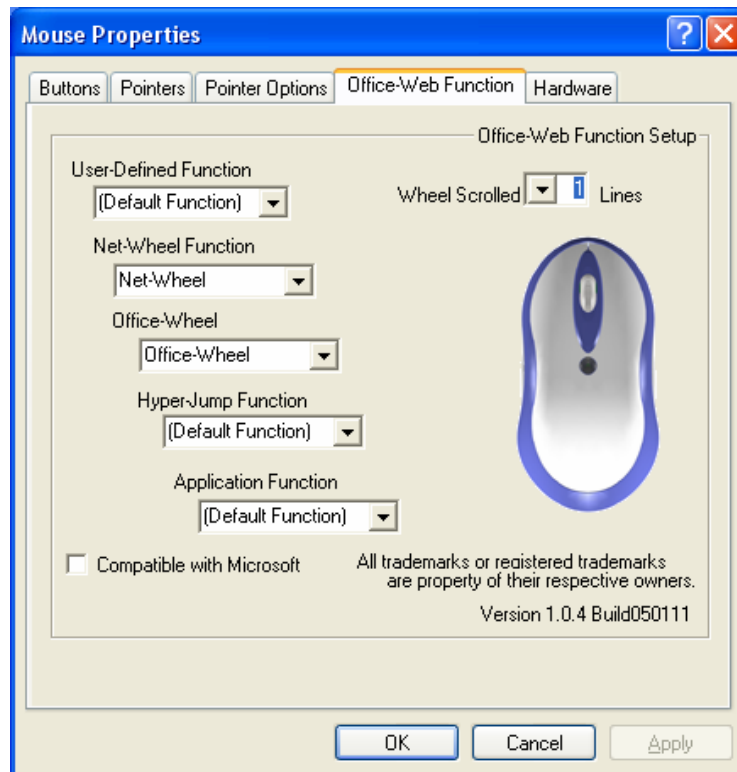 Mouse Properties
Buttons Pointers Pointer Options Office-Web Function Hardware
Office-Web Function Setup
User-Defined Function
(Default Function)
Wheel Scrolled 1 Lines
Net-Wheel Function
Net-Wheel
Office-Wheel
Office-Wheel
Hyper-Jump Function
(Default Function)
Application Function
(Default Function)
Compatible with Microsoft
All trademarks or registered trademarks
are property of their respective owners.
Version 1.0.4 Build050111
OK Cancel Apply